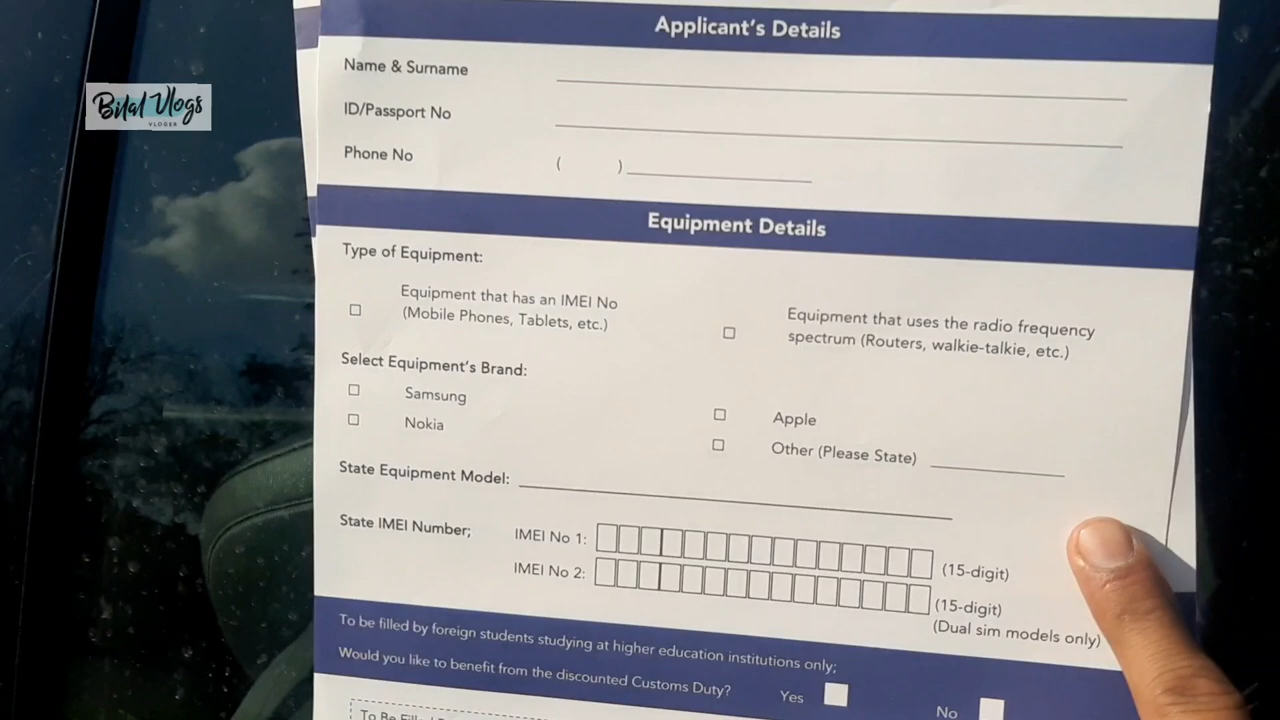 Bilal Vlogs
VLOGER
Applicant's Details
Name & Surname
ID/Passport No
Phone No ( )
Equipment Details
Type of Equipment:
Equipment that has an IMEI No
(Mobile Phones, Tablets, etc.)
Equipment that uses the radio frequency
spectrum (Routers, walkie-talkie, etc.)
Select Equipment's Brand:
Samsung
Nokia
Apple
Other (Please State)
State Equipment Model:
State IMEI Number; IMEI No 1: (15-digit)
IMEI No 2: (15-digit)
(Dual sim models only)
To be filled by foreign students studying at higher education institutions only;
Would you like to benefit from the discounted Customs Duty? Yes No
To Be